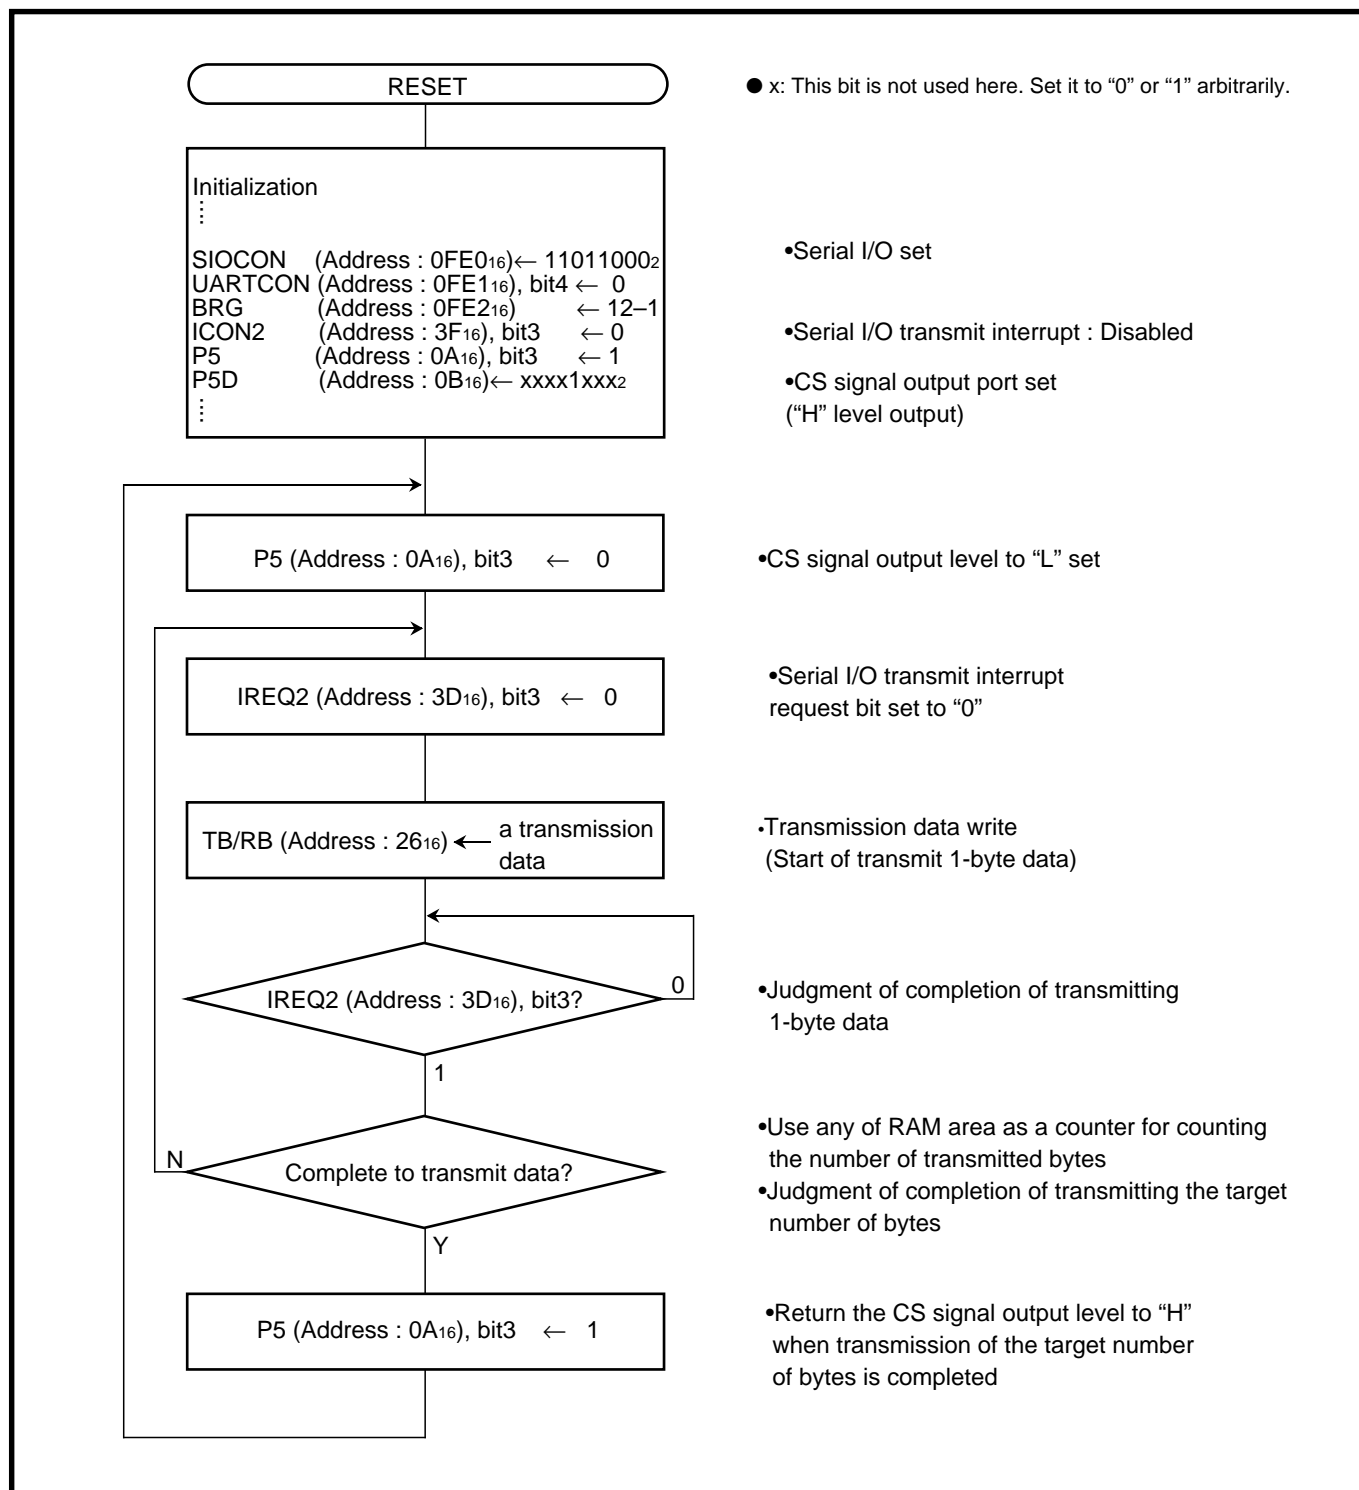 RESET
● x: This bit is not used here. Set it to “0” or “1” arbitrarily.
Initialization
SIOCON (Address : 0FE0₁₆)← 11011000₂
UARTCON (Address : 0FE1₁₆), bit4 ← 0
BRG (Address : 0FE2₁₆) ← 12–1
ICON2 (Address : 3F₁₆), bit3 ← 0
P5 (Address : 0A₁₆), bit3 ← 1
P5D (Address : 0B₁₆)← xxxx1xxx₂
•Serial I/O set
•Serial I/O transmit interrupt : Disabled
•CS signal output port set
(“H” level output)
P5 (Address : 0A₁₆), bit3 ← 0
•CS signal output level to “L” set
IREQ2 (Address : 3D₁₆), bit3 ← 0
•Serial I/O transmit interrupt
request bit set to “0”
TB/RB (Address : 26₁₆) ← a transmission
data
•Transmission data write
(Start of transmit 1-byte data)
IREQ2 (Address : 3D₁₆), bit3?
0
1
•Judgment of completion of transmitting
1-byte data
Complete to transmit data?
N
Y
•Use any of RAM area as a counter for counting
the number of transmitted bytes
•Judgment of completion of transmitting the target
number of bytes
P5 (Address : 0A₁₆), bit3 ← 1
•Return the CS signal output level to “H”
when transmission of the target number
of bytes is completed